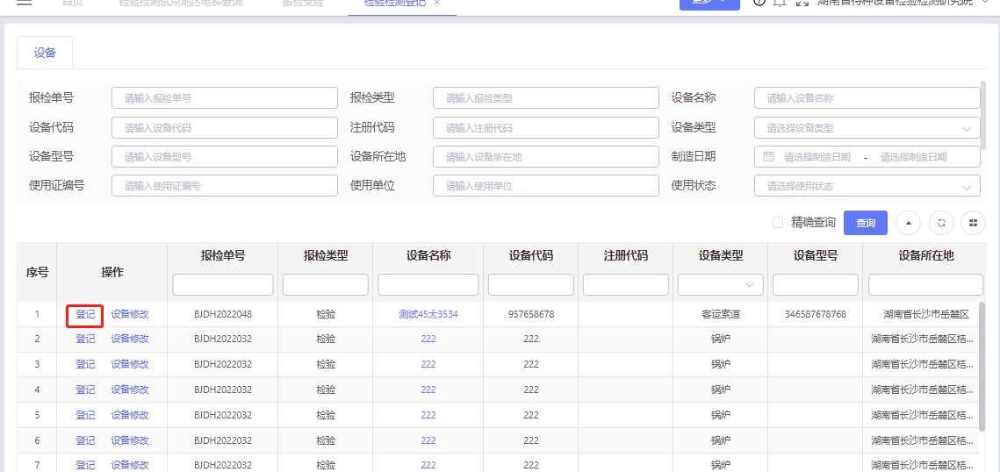 首页 检验检测试点地区电梯查询 报检受理 检验检测登记 × 更多 湖南省特种设备检验检测研究院
设备
报检单号 请输入报检单号 报检类型 请输入报检类型 设备名称 请输入设备名称
设备代码 请输入设备代码 注册代码 请输入注册代码 设备类型 请选择设备类型
设备型号 请输入设备型号 设备所在地 请输入设备所在地 制造日期 请选择制造日期 - 请选择制造日期
使用证编号 请输入使用证编号 使用单位 请输入使用单位 使用状态 请选择使用状态
精确查询 查询
序号 操作 报检单号 报检类型 设备名称 设备代码 注册代码 设备类型 设备型号 设备所在地
1 登记 设备修改 BJDH2022048 检验 测试45太3534 957658678 客运索道 346587678768 湖南省长沙市岳麓区
2 登记 设备修改 BJDH2022032 检验 222 222 锅炉 湖南省长沙市岳麓区桔...
3 登记 设备修改 BJDH2022032 检验 222 222 锅炉 湖南省长沙市岳麓区桔...
4 登记 设备修改 BJDH2022032 检验 222 222 锅炉 湖南省长沙市岳麓区桔...
5 登记 设备修改 BJDH2022032 检验 222 222 锅炉 湖南省长沙市岳麓区桔...
6 登记 设备修改 BJDH2022032 检验 222 222 锅炉 湖南省长沙市岳麓区桔...
7 登记 设备修改 BJDH2022032 检验 222 222 锅炉 湖南省长沙市岳麓区桔...